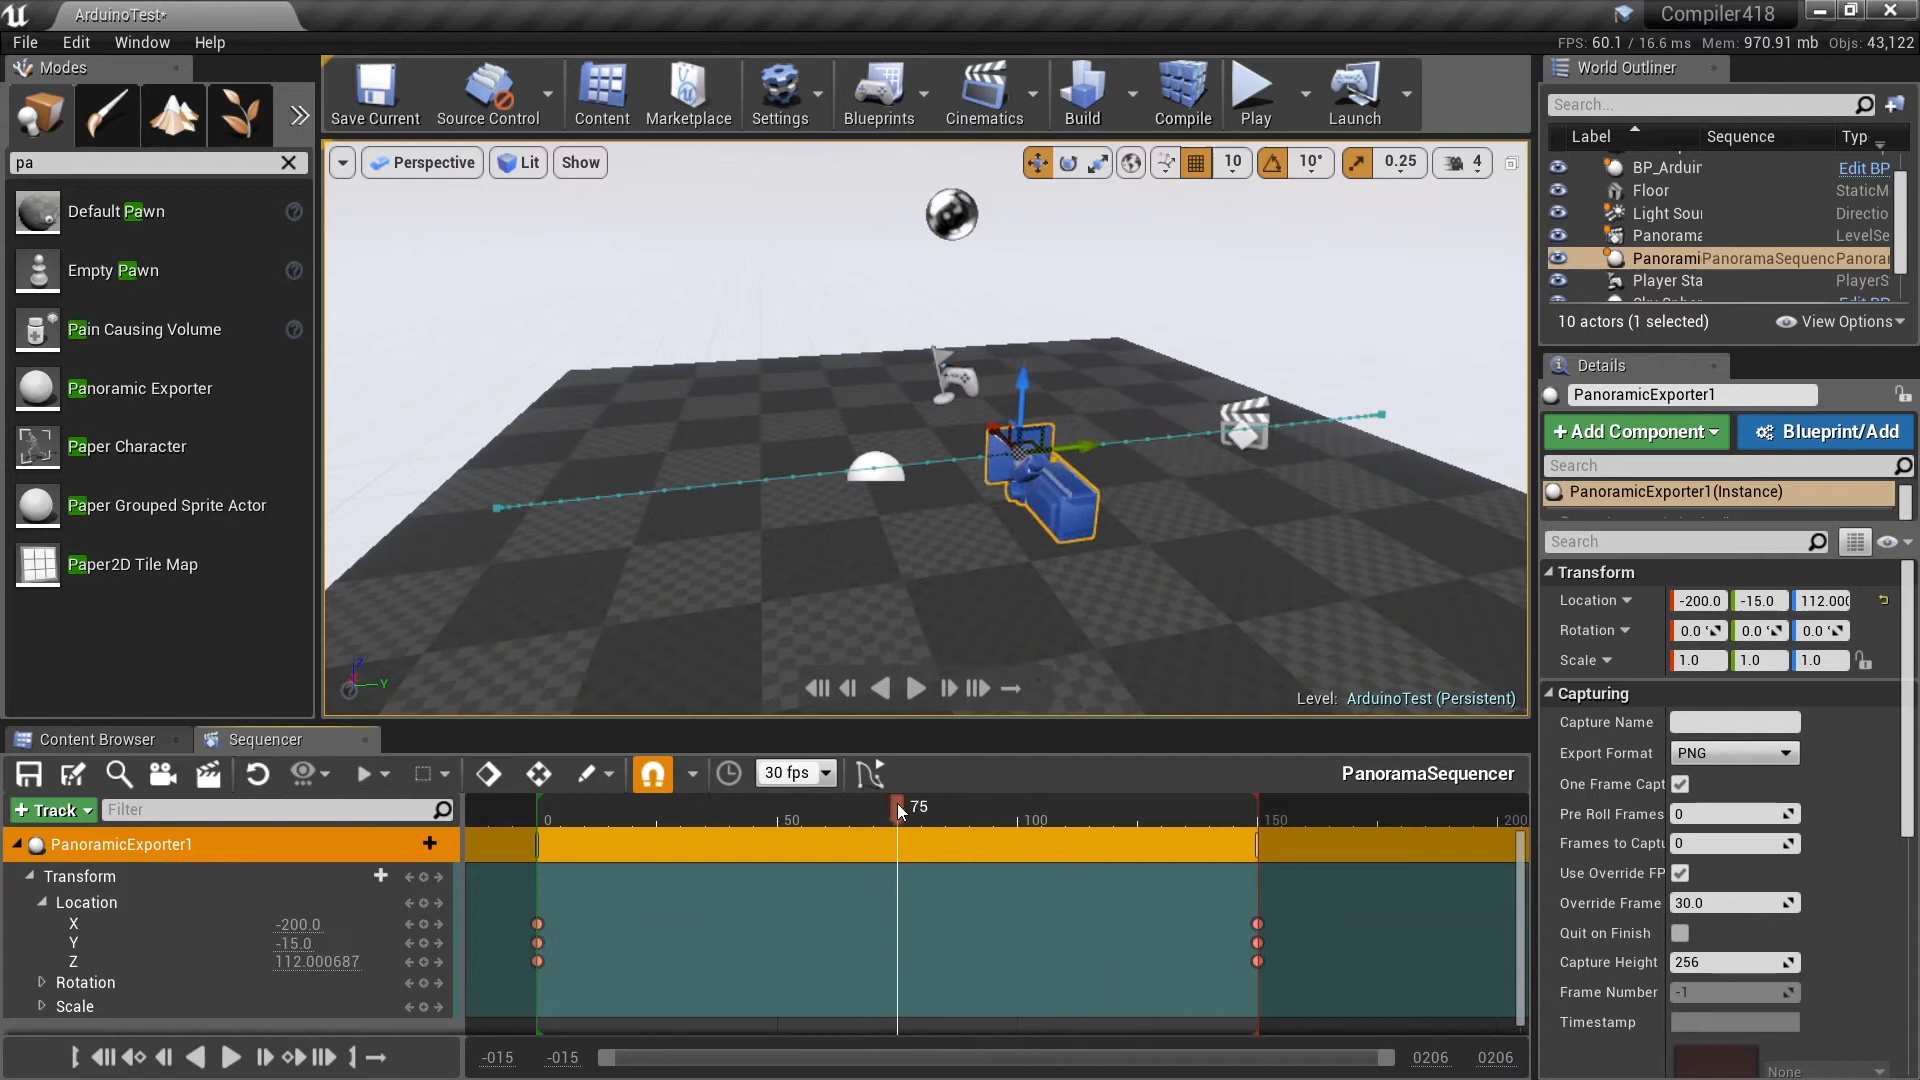 ArduinoTest*
Compiler418
File Edit Window Help
FPS: 60.1 / 16.6 ms Mem: 970.91 mb Objs: 43,122
Modes
pa
Default Pawn
Empty Pawn
Pain Causing Volume
Panoramic Exporter
Paper Character
Paper Grouped Sprite Actor
Paper2D Tile Map
Save Current Source Control Content Marketplace Settings Blueprints Cinematics Build Compile Play Launch
Perspective Lit Show 10 10° 0.25 4
Z
Y
Level: ArduinoTest (Persistent)
World Outliner
Search...
Label Sequence Typ
BP_Arduin Edit BP
Floor StaticM
Light Sour Directio
Panorama LevelSe
Panorami PanoramaSequenc Panorar
Player Sta PlayerS
10 actors (1 selected) View Options
Details
PanoramicExporter1
+ Add Component Blueprint/Add
Search
PanoramicExporter1(Instance)
Search
Transform
Location -200.0 -15.0 112.000
Rotation 0.0 ° 0.0 ° 0.0 °
Scale 1.0 1.0 1.0
Capturing
Capture Name
Export Format PNG
One Frame Capt
Pre Roll Frames 0
Frames to Captu 0
Use Override FP
Override Frame 30.0
Quit on Finish
Capture Height 256
Frame Number -1
Timestamp
None
Content Browser Sequencer
30 fps PanoramaSequencer
+ Track Filter
75
0 50 100 150 200
PanoramicExporter1
Transform
Location
X -200.0
Y -15.0
Z 112.000687
Rotation
Scale
-015 -015 0206 0206